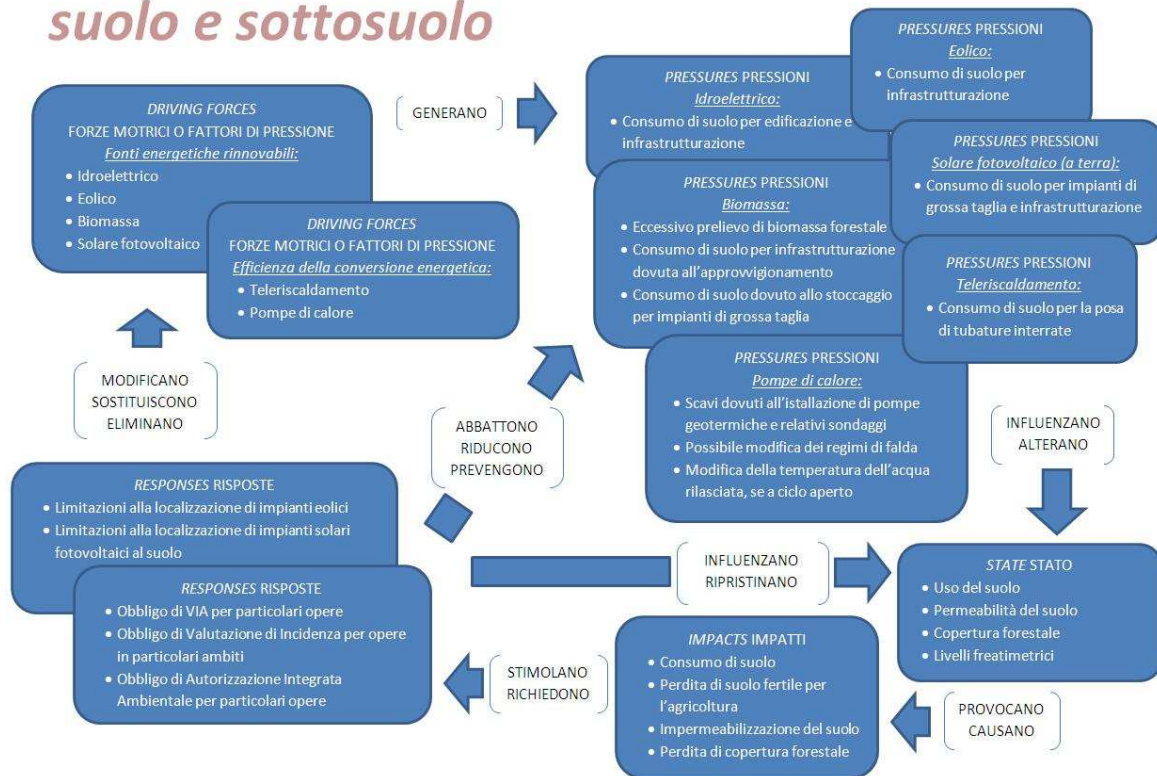 suolo e sottosuolo
DRIVING FORCES
FORZE MOTRICI O FATTORI DI PRESSIONE
Fonti energetiche rinnovabili:
• Idroelettrico
• Eolico
• Biomassa
• Solare fotovoltaico
DRIVING FORCES
FORZE MOTRICI O FATTORI DI PRESSIONE
Efficienza della conversione energetica:
• Teleriscaldamento
• Pompe di calore
GENERANO
PRESSURES PRESSIONI
Idroelettrico:
• Consumo di suolo per edificazione e
infrastrutturazione
PRESSURES PRESSIONI
Eolico:
• Consumo di suolo per
infrastrutturazione
PRESSURES PRESSIONI
Solare fotovoltaico (a terra):
• Consumo di suolo per impianti di
grossa taglia e infrastrutturazione
PRESSURES PRESSIONI
Biomassa:
• Eccessivo prelievo di biomassa forestale
• Consumo di suolo per infrastrutturazione
dovuta all'approvvigionamento
• Consumo di suolo dovuto allo stoccaggio
per impianti di grossa taglia
PRESSURES PRESSIONI
Teleriscaldamento:
• Consumo di suolo per la posa
di tubature interrate
PRESSURES PRESSIONI
Pompe di calore:
• Scavi dovuti all'istallazione di pompe
geotermiche e relativi sondaggi
• Possibile modifica dei regimi di falda
• Modifica della temperatura dell'acqua
rilasciata, se a ciclo aperto
MODIFICANO
SOSTITUISCONO
ELIMINANO
ABBATTONO
RIDUCONO
PREVENGONO
INFLUENZANO
ALTERANO
RESPONSES RISPOSTE
• Limitazioni alla localizzazione di impianti eolici
• Limitazioni alla localizzazione di impianti solari
fotovoltaici al suolo
RESPONSES RISPOSTE
• Obbligo di VIA per particolari opere
• Obbligo di Valutazione di Incidenza per opere
in particolari ambiti
• Obbligo di Autorizzazione Integrata
Ambientale per particolari opere
INFLUENZANO
RIPRISTINANO
STATE STATO
• Uso del suolo
• Permeabilità del suolo
• Copertura forestale
• Livelli freatimetrici
STIMOLANO
RICHIEDONO
IMPACTS IMPATTI
• Consumo di suolo
• Perdita di suolo fertile per
l'agricoltura
• Impermeabilizzazione del suolo
• Perdita di copertura forestale
PROVOCANO
CAUSANO